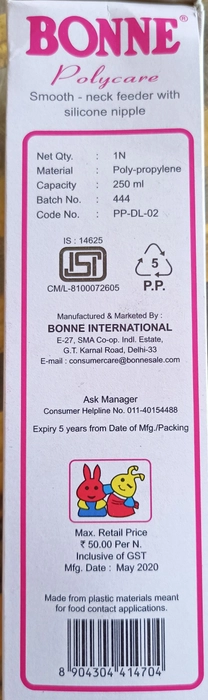 BONNE®
Polycare
Smooth - neck feeder with
silicone nipple
Net Qty. : 1N
Material : Poly-propylene
Capacity : 250 ml
Batch No. : 444
Code No. : PP-DL-02
IS : 14625
ISI
CM/L-8100072605
5
P.P.
Manufactured & Marketed By :
BONNE INTERNATIONAL
E-27, SMA Co-op. Indl. Estate,
G.T. Karnal Road, Delhi-33
E-mail : consumercare@bonnesale.com
Ask Manager
Consumer Helpline No. 011-40154488
Expiry 5 years from Date of Mfg./Packing
Max. Retail Price
₹ 50.00 Per N.
Inclusive of GST
Mfg. Date : May 2020
Made from plastic materials meant
for food contact applications.
8 904304 414704